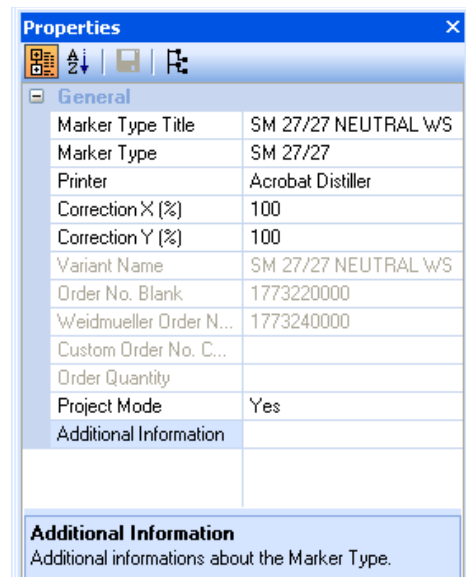 Properties
General
Marker Type Title SM 27/27 NEUTRAL WS
Marker Type SM 27/27
Printer Acrobat Distiller
Correction X (%) 100
Correction Y (%) 100
Variant Name SM 27/27 NEUTRAL WS
Order No. Blank 1773220000
Weidmueller Order N... 1773240000
Custom Order No. C...
Order Quantity
Project Mode Yes
Additional Information
Additional Information
Additional informations about the Marker Type.